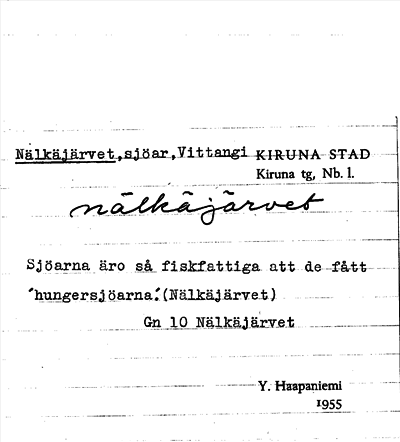 Nälkäjärvet,sjöar,Vittangi KIRUNA STAD
Kiruna tg, Nb. l.
nälkäjärvet
Sjöarna äro så fiskfattiga att de fått
"hungersjöarna".(Nälkäjärvet)
Gn 10 Nälkäjärvet
Y. Haapaniemi
1955